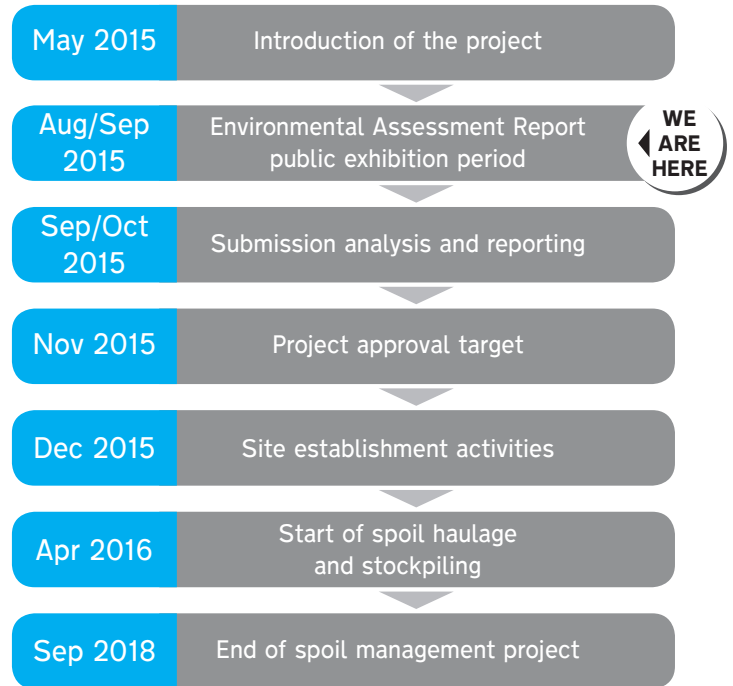 May 2015
Introduction of the project
Aug/Sep
2015
Environmental Assessment Report
public exhibition period
WE
ARE
HERE
Sep/Oct
2015
Submission analysis and reporting
Nov 2015
Project approval target
Dec 2015
Site establishment activities
Apr 2016
Start of spoil haulage
and stockpiling
Sep 2018
End of spoil management project